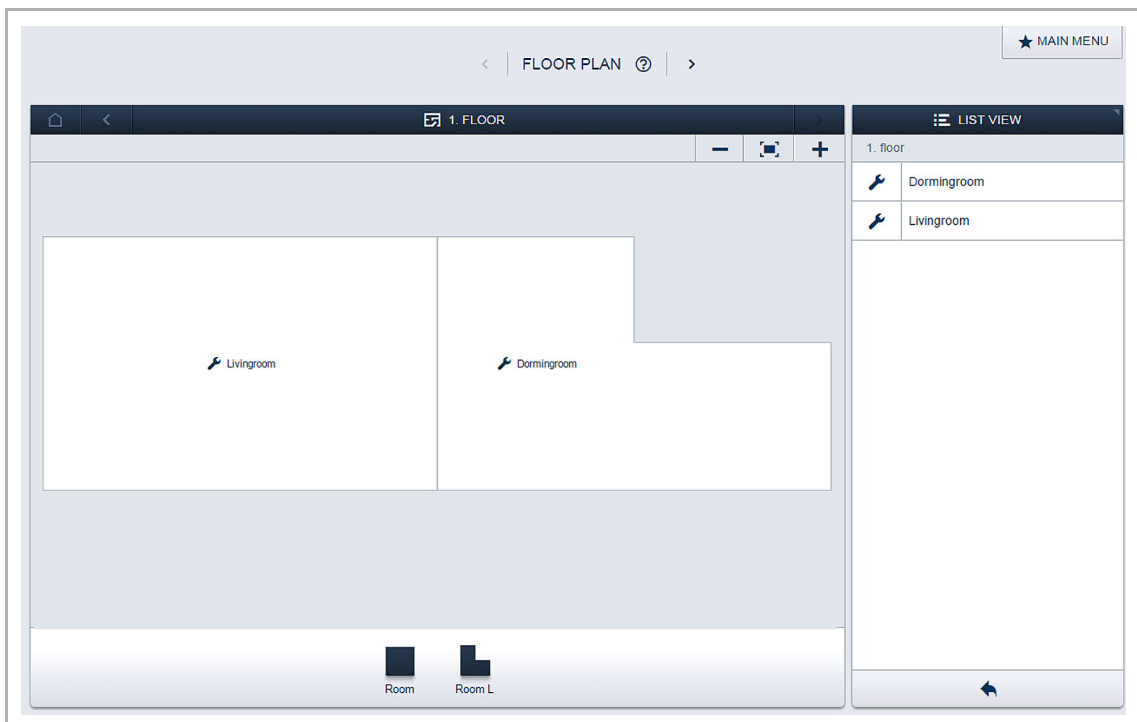 MAIN MENU
FLOOR PLAN
1. FLOOR
LIST VIEW
1. floor
Dormingroom
Livingroom
Livingroom
Dormingroom
Room
Room L